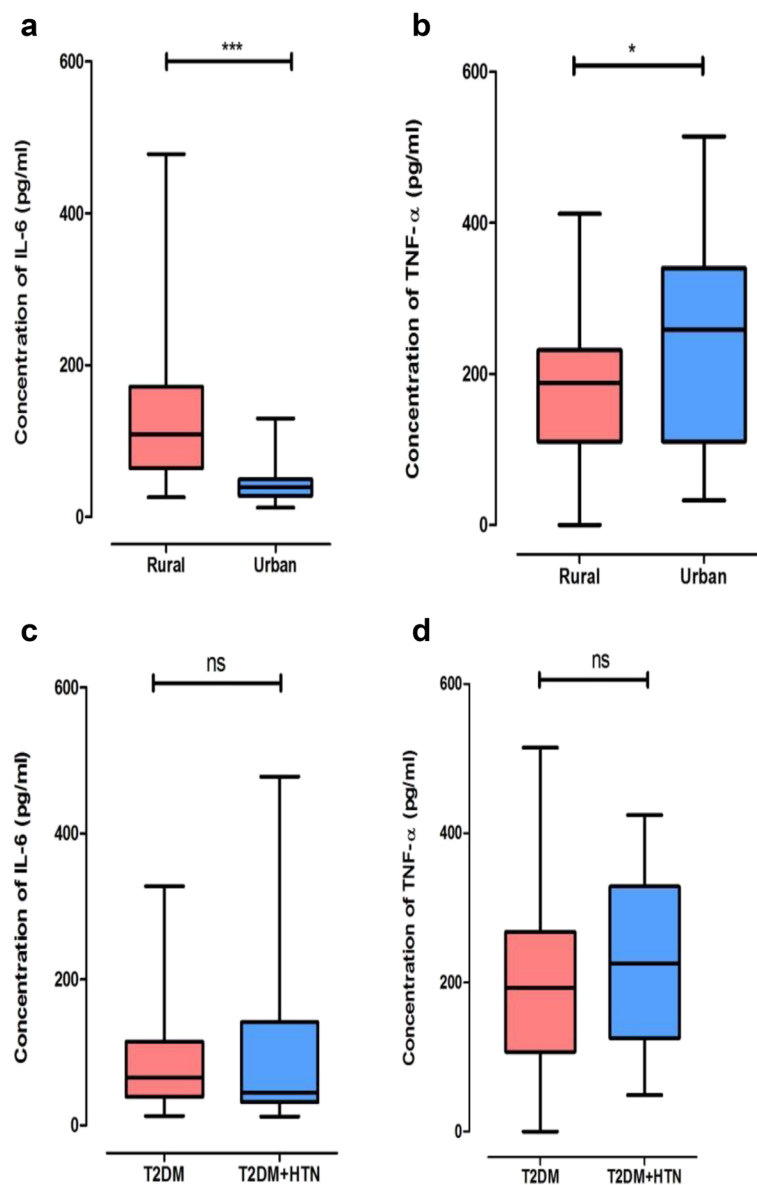 a
***
600
400
200
0
Concentration of IL-6 (pg/ml)
Rural Urban
b
*
600
400
200
0
Concentration of TNF-α (pg/ml)
Rural Urban
c
ns
600
400
200
0
Concentration of IL-6 (pg/ml)
T2DM T2DM+HTN
d
ns
600
400
200
0
Concentration of TNF-α (pg/ml)
T2DM T2DM+HTN